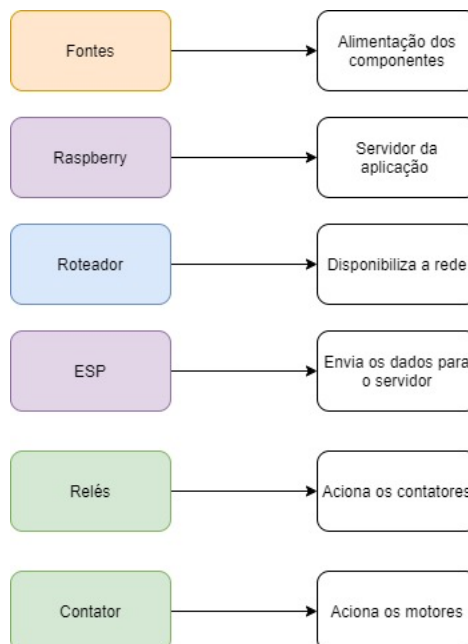 Fontes
Alimentação dos
componentes
Raspberry
Servidor da
aplicação
Roteador
Disponibiliza a rede
ESP
Envia os dados para
o servidor
Relés
Aciona os contatores
Contator
Aciona os motores